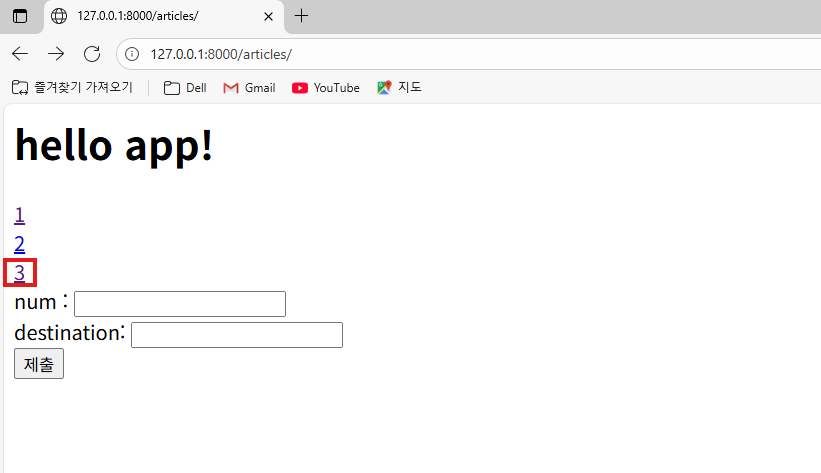 127.0.0.1:8000/articles/
127.0.0.1:8000/articles/
즐겨찾기 가져오기 Dell Gmail YouTube 지도
hello app!
1
2
3
num :
destination:
제출